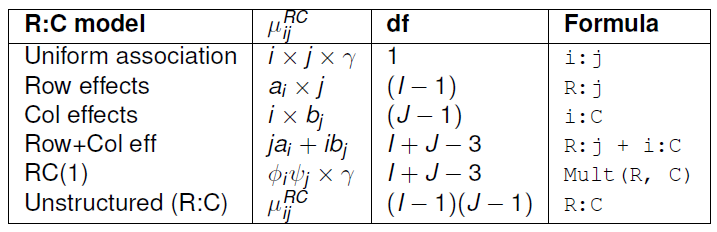 R:C model μ_ij^RC df Formula
Uniform association i × j × γ 1 i:j
Row effects a_i × j (I − 1) R:j
Col effects i × b_j (J − 1) i:C
Row+Col eff ja_i + ib_j I + J − 3 R:j + i:C
RC(1) ϕ_iψ_j × γ I + J − 3 Mult(R, C)
Unstructured (R:C) μ_ij^RC (I − 1)(J − 1) R:C